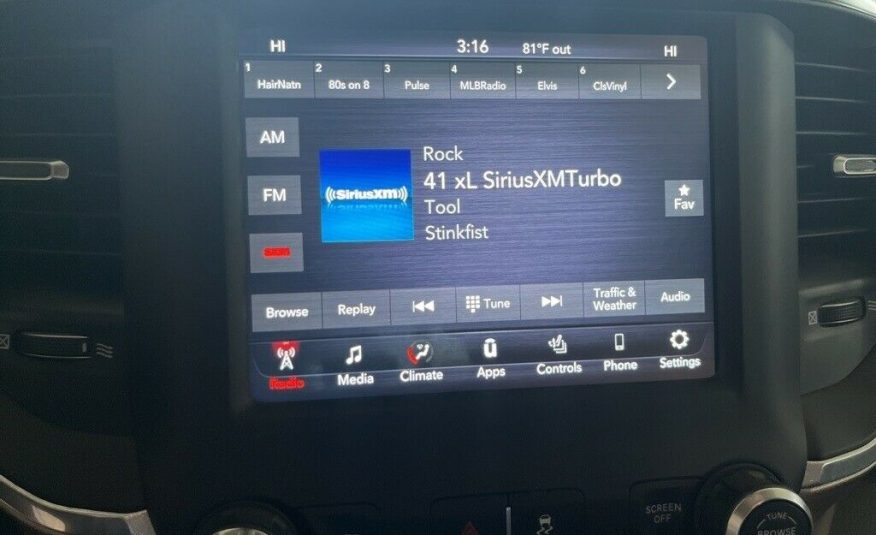 HI 3:16 81°F out HI
1 HairNatn 2 80s on 8 3 Pulse 4 MLBRadio 5 Elvis 6 ClsVinyl
AM
Rock
41 xL SiriusXMTurbo
FM
SiriusXM
Tool
Fav
Stinkfist
SXM
Browse Replay Tune Traffic & Weather Audio
Radio Media Climate Apps Controls Phone Settings
SCREEN
OFF
TUNE
BROWSE